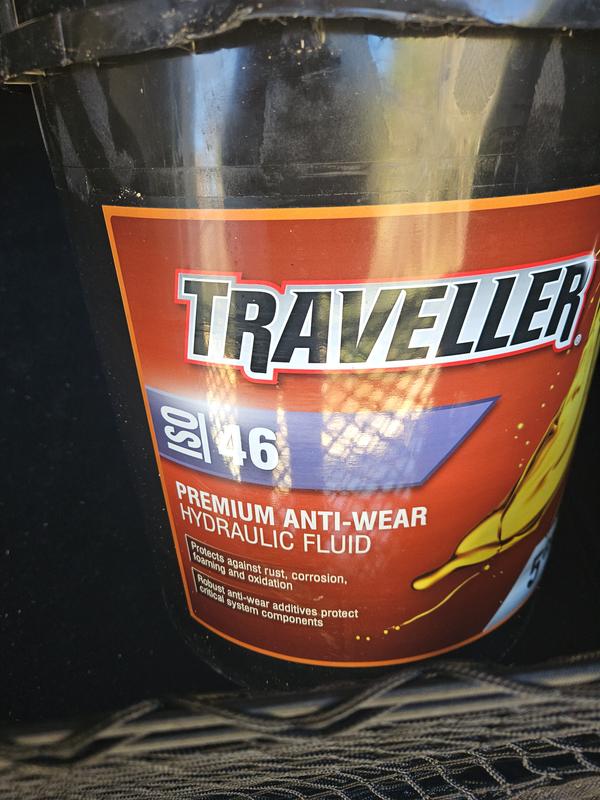 TRAVELLER®
ISO 46
PREMIUM ANTI-WEAR
HYDRAULIC FLUID
Protects against rust, corrosion,
foaming and oxidation
Robust anti-wear additives protect
critical system components
5